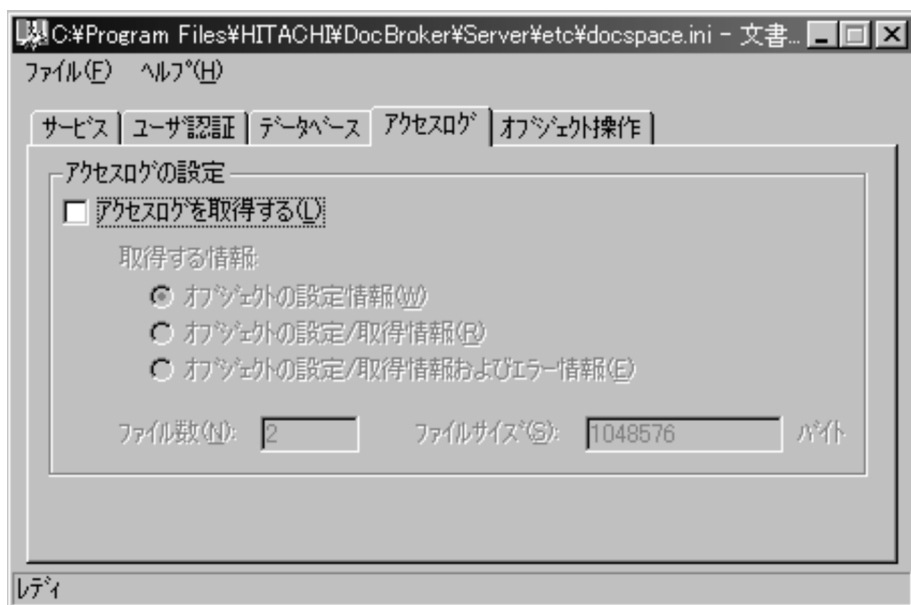 C:¥Program Files¥HITACHI¥DocBroker¥Server¥etc¥docspace.ini - 文書...
ファイル(F) ヘルプ(H)
サービス ユーザ認証 データベース アクセスログ オブジェクト操作
アクセスログの設定
アクセスログを取得する(L)
取得する情報:
オブジェクトの設定情報(W)
オブジェクトの設定/取得情報(R)
オブジェクトの設定/取得情報およびエラー情報(E)
ファイル数(N): 2 ファイルサイズ(S): 1048576 バイト
レディ